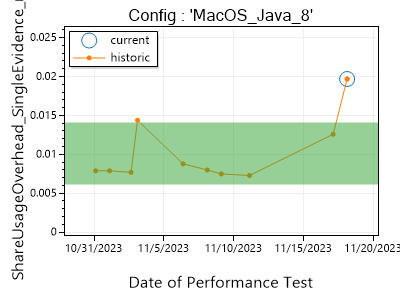 Config : 'MacOS_Java_8'
ShareUsageOverhead_SingleEvidence_
current
historic
0.025
0.02
0.015
0.01
0.005
0
10/31/2023
11/5/2023
11/10/2023
11/15/2023
11/20/2023
Date of Performance Test